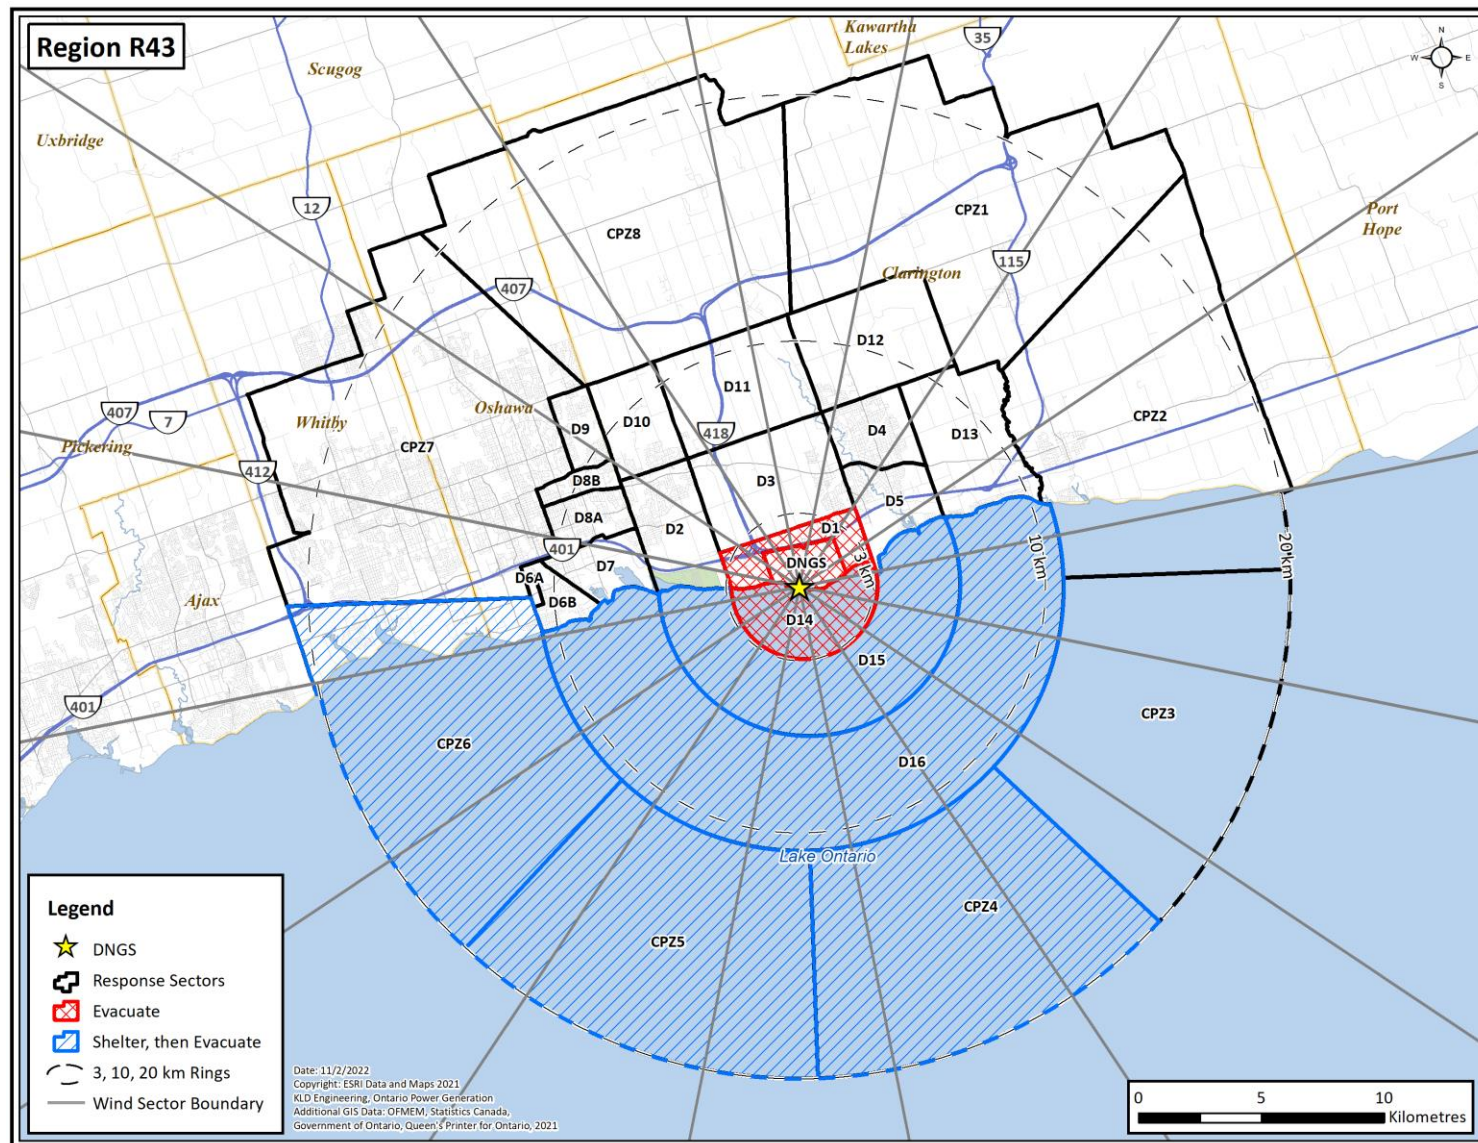 Region R43
Kawartha
Lakes
35
N
W
E
S
Scugog
Uxbridge
12
CPZ8
CPZ1
Port
Hope
115
Clarington
407
D12
D11
407
7
Whitby
Oshawa
D9
D10
418
D4
D13
CPZ2
Pickering
412
CPZ7
D8B
D3
D5
D8A
D2
D1
401
D7
DNGS
3 km
10 km
20 km
D6A
D6B
Ajax
D14
D15
401
CPZ6
CPZ3
D16
Lake Ontario
CPZ5
CPZ4
Legend
DNGS
Response Sectors
Evacuate
Shelter, then Evacuate
3, 10, 20 km Rings
Wind Sector Boundary
Date: 11/2/2022
Copyright: ESRI Data and Maps 2021
KLD Engineering, Ontario Power Generation
Additional GIS Data: OFMEM, Statistics Canada,
Government of Ontario, Queen's Printer for Ontario, 2021
0 5 10
Kilometres